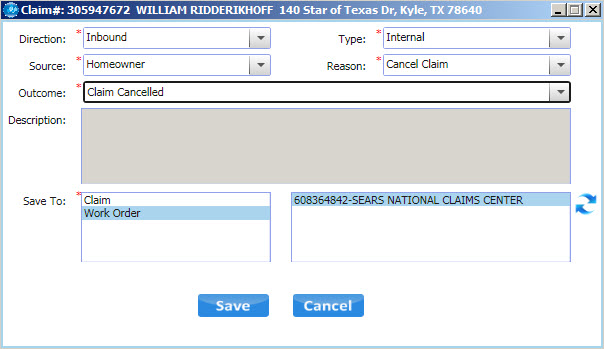 Claim#: 305947672 WILLIAM RIDDERIKHOFF 140 Star of Texas Dr, Kyle, TX 78640
Direction: * Inbound Type: * Internal
Source: * Homeowner Reason: * Cancel Claim
Outcome: * Claim Cancelled
Description:
Save To: * Claim 608364842-SEARS NATIONAL CLAIMS CENTER
Work Order
Save Cancel